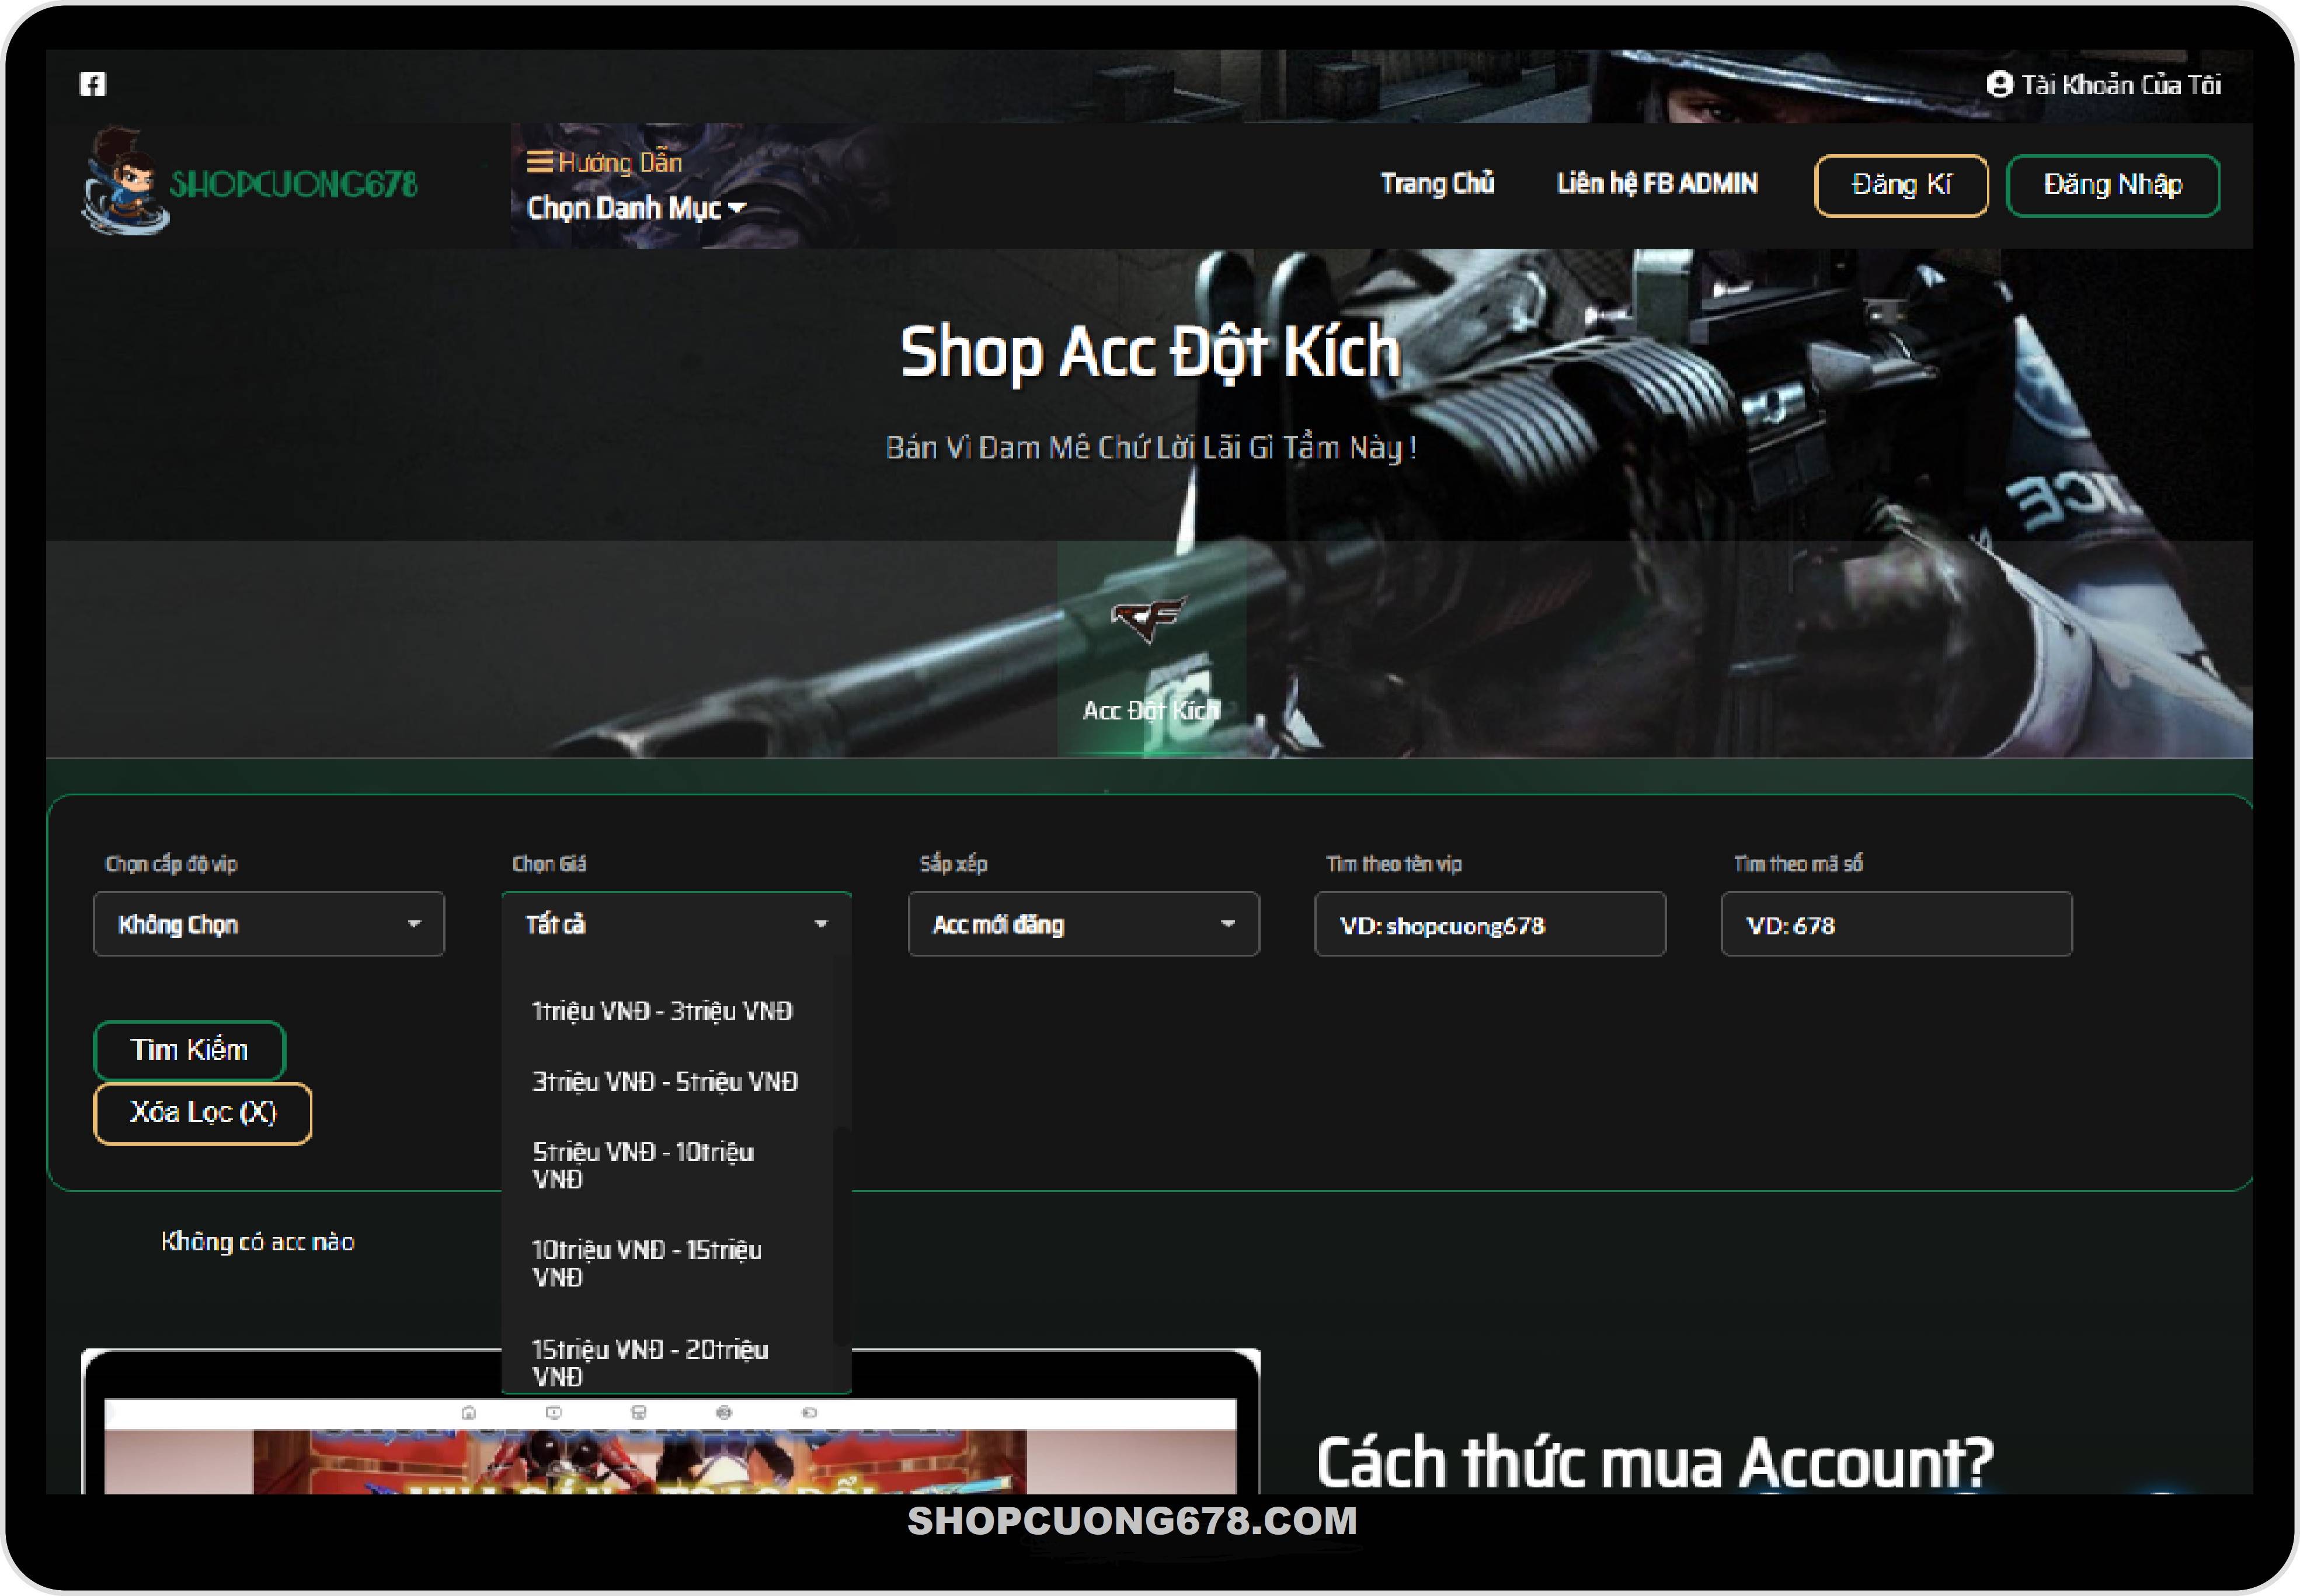 Tài Khoản Của Tôi
SHOPCUONG678
Hướng Dẫn
Chọn Danh Mục
Trang Chủ
Liên hệ FB ADMIN
Đăng Kí
Đăng Nhập
Shop Acc Đột Kích
Bán Vì Đam Mê Chứ Lời Lãi Gì Tầm Này !
CF
Acc Đột Kích
Chọn cấp độ vip
Chọn Giá
Sắp xếp
Tìm theo tên vip
Tìm theo mã số
Không Chọn
Tất cả
Acc mới đăng
VD: shopcuong678
VD: 678
1triệu VNĐ - 3triệu VNĐ
3triệu VNĐ - 5triệu VNĐ
5triệu VNĐ - 10triệu
VNĐ
10triệu VNĐ - 15triệu
VNĐ
15triệu VNĐ - 20triệu
VNĐ
Tìm Kiếm
Xóa Lọc (X)
Không có acc nào
Cách thức mua Account?
SHOPCUONG678.COM